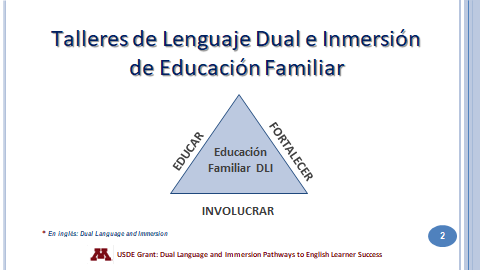 Talleres de Lenguaje Dual e Inmersión
de Educación Familiar
EDUCAR
FORTALECER
Educación
Familiar DLI
INVOLUCRAR
* En inglés: Dual Language and Immersion
2
M
USDE Grant: Dual Language and Immersion Pathways to English Learner Success